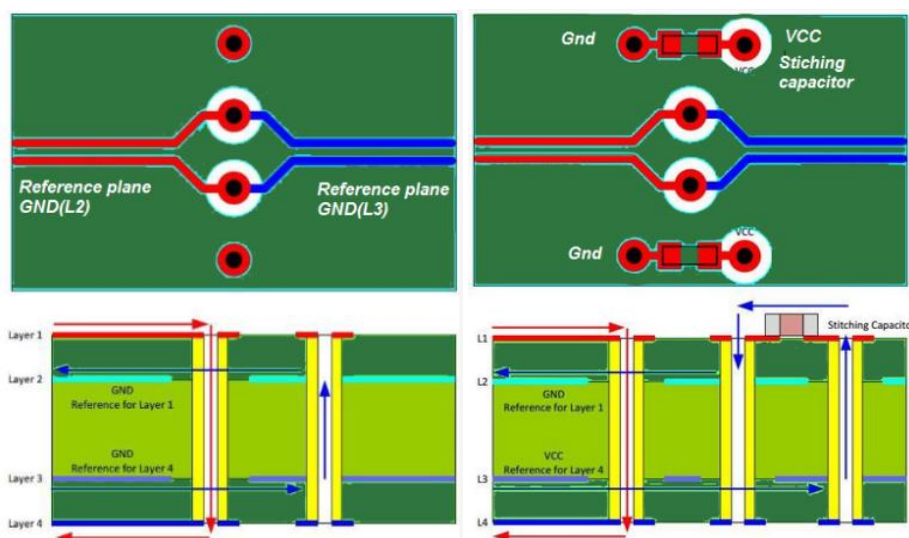 Gnd
VCC
Stiching
capacitor
VCC
Reference plane
GND(L2)
Reference plane
GND(L3)
Gnd
VCC
Layer 1
Layer 2
GND
Reference for Layer 1
GND
Reference for Layer 4
Layer 3
Layer 4
Stitching Capacitor
L1
L2
GND
Reference for Layer 1
VCC
Reference for Layer 4
L3
L4